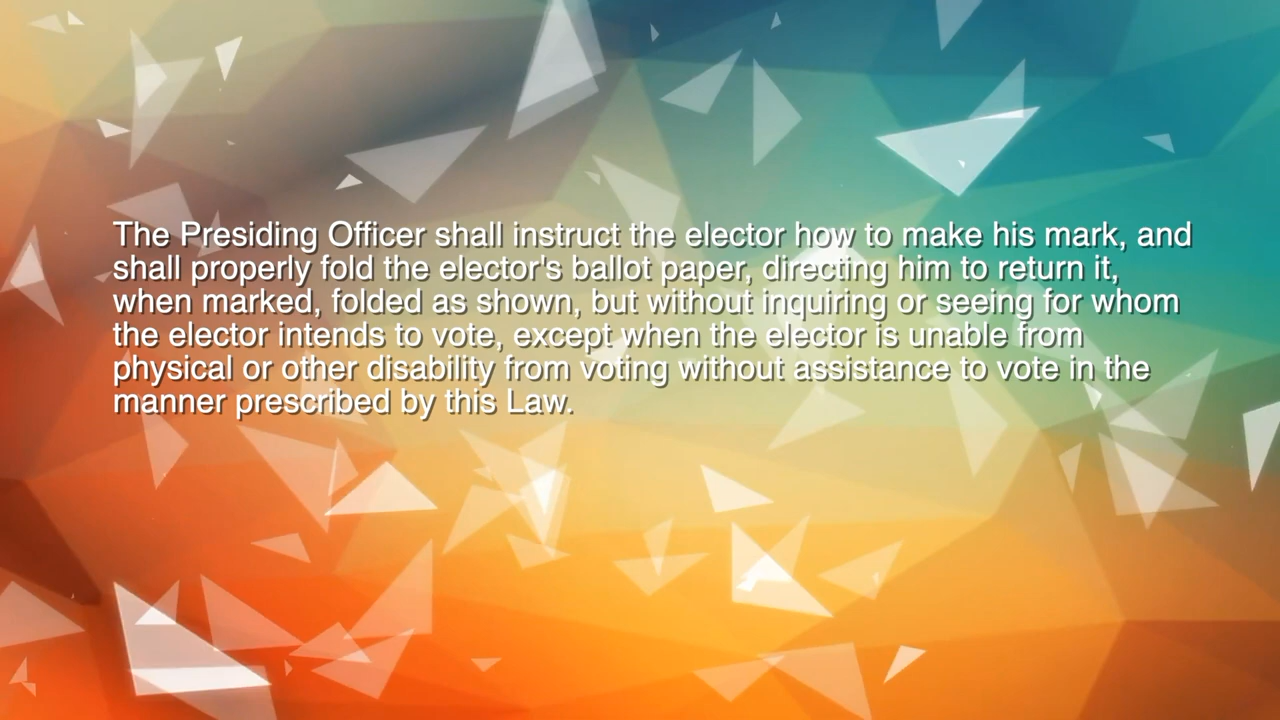 The Presiding Officer shall instruct the elector how to make his mark, and
shall properly fold the elector's ballot paper, directing him to return it,
when marked, folded as shown, but without inquiring or seeing for whom
the elector intends to vote, except when the elector is unable from
physical or other disability from voting without assistance to vote in the
manner prescribed by this Law.